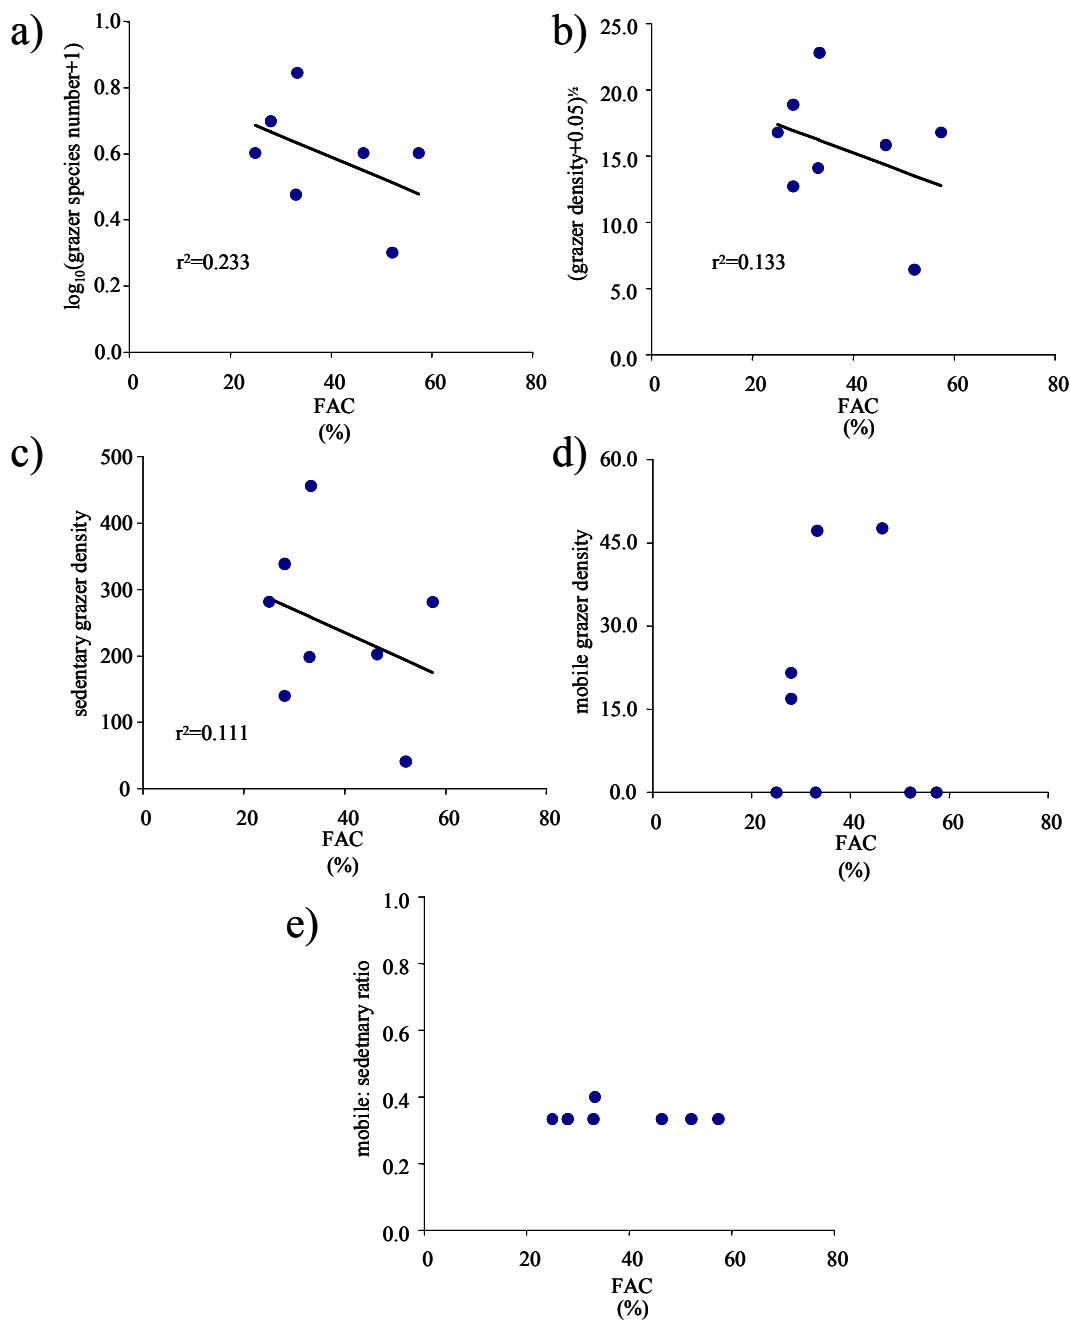 a)
log₁₀(grazer species number+1)
1.0
0.8
0.6
0.4
0.2
0.0
r²=0.233
0 20 40 60 80
FAC
(%)
b)
(grazer density+0.05)^½
25.0
20.0
15.0
10.0
5.0
0.0
r²=0.133
0 20 40 60 80
FAC
(%)
c)
sedentary grazer density
500
400
300
200
100
0
r²=0.111
0 20 40 60 80
FAC
(%)
d)
mobile grazer density
60.0
45.0
30.0
15.0
0.0
0 20 40 60 80
FAC
(%)
e)
mobile: sedetnary ratio
1.0
0.8
0.6
0.4
0.2
0.0
0 20 40 60 80
FAC
(%)